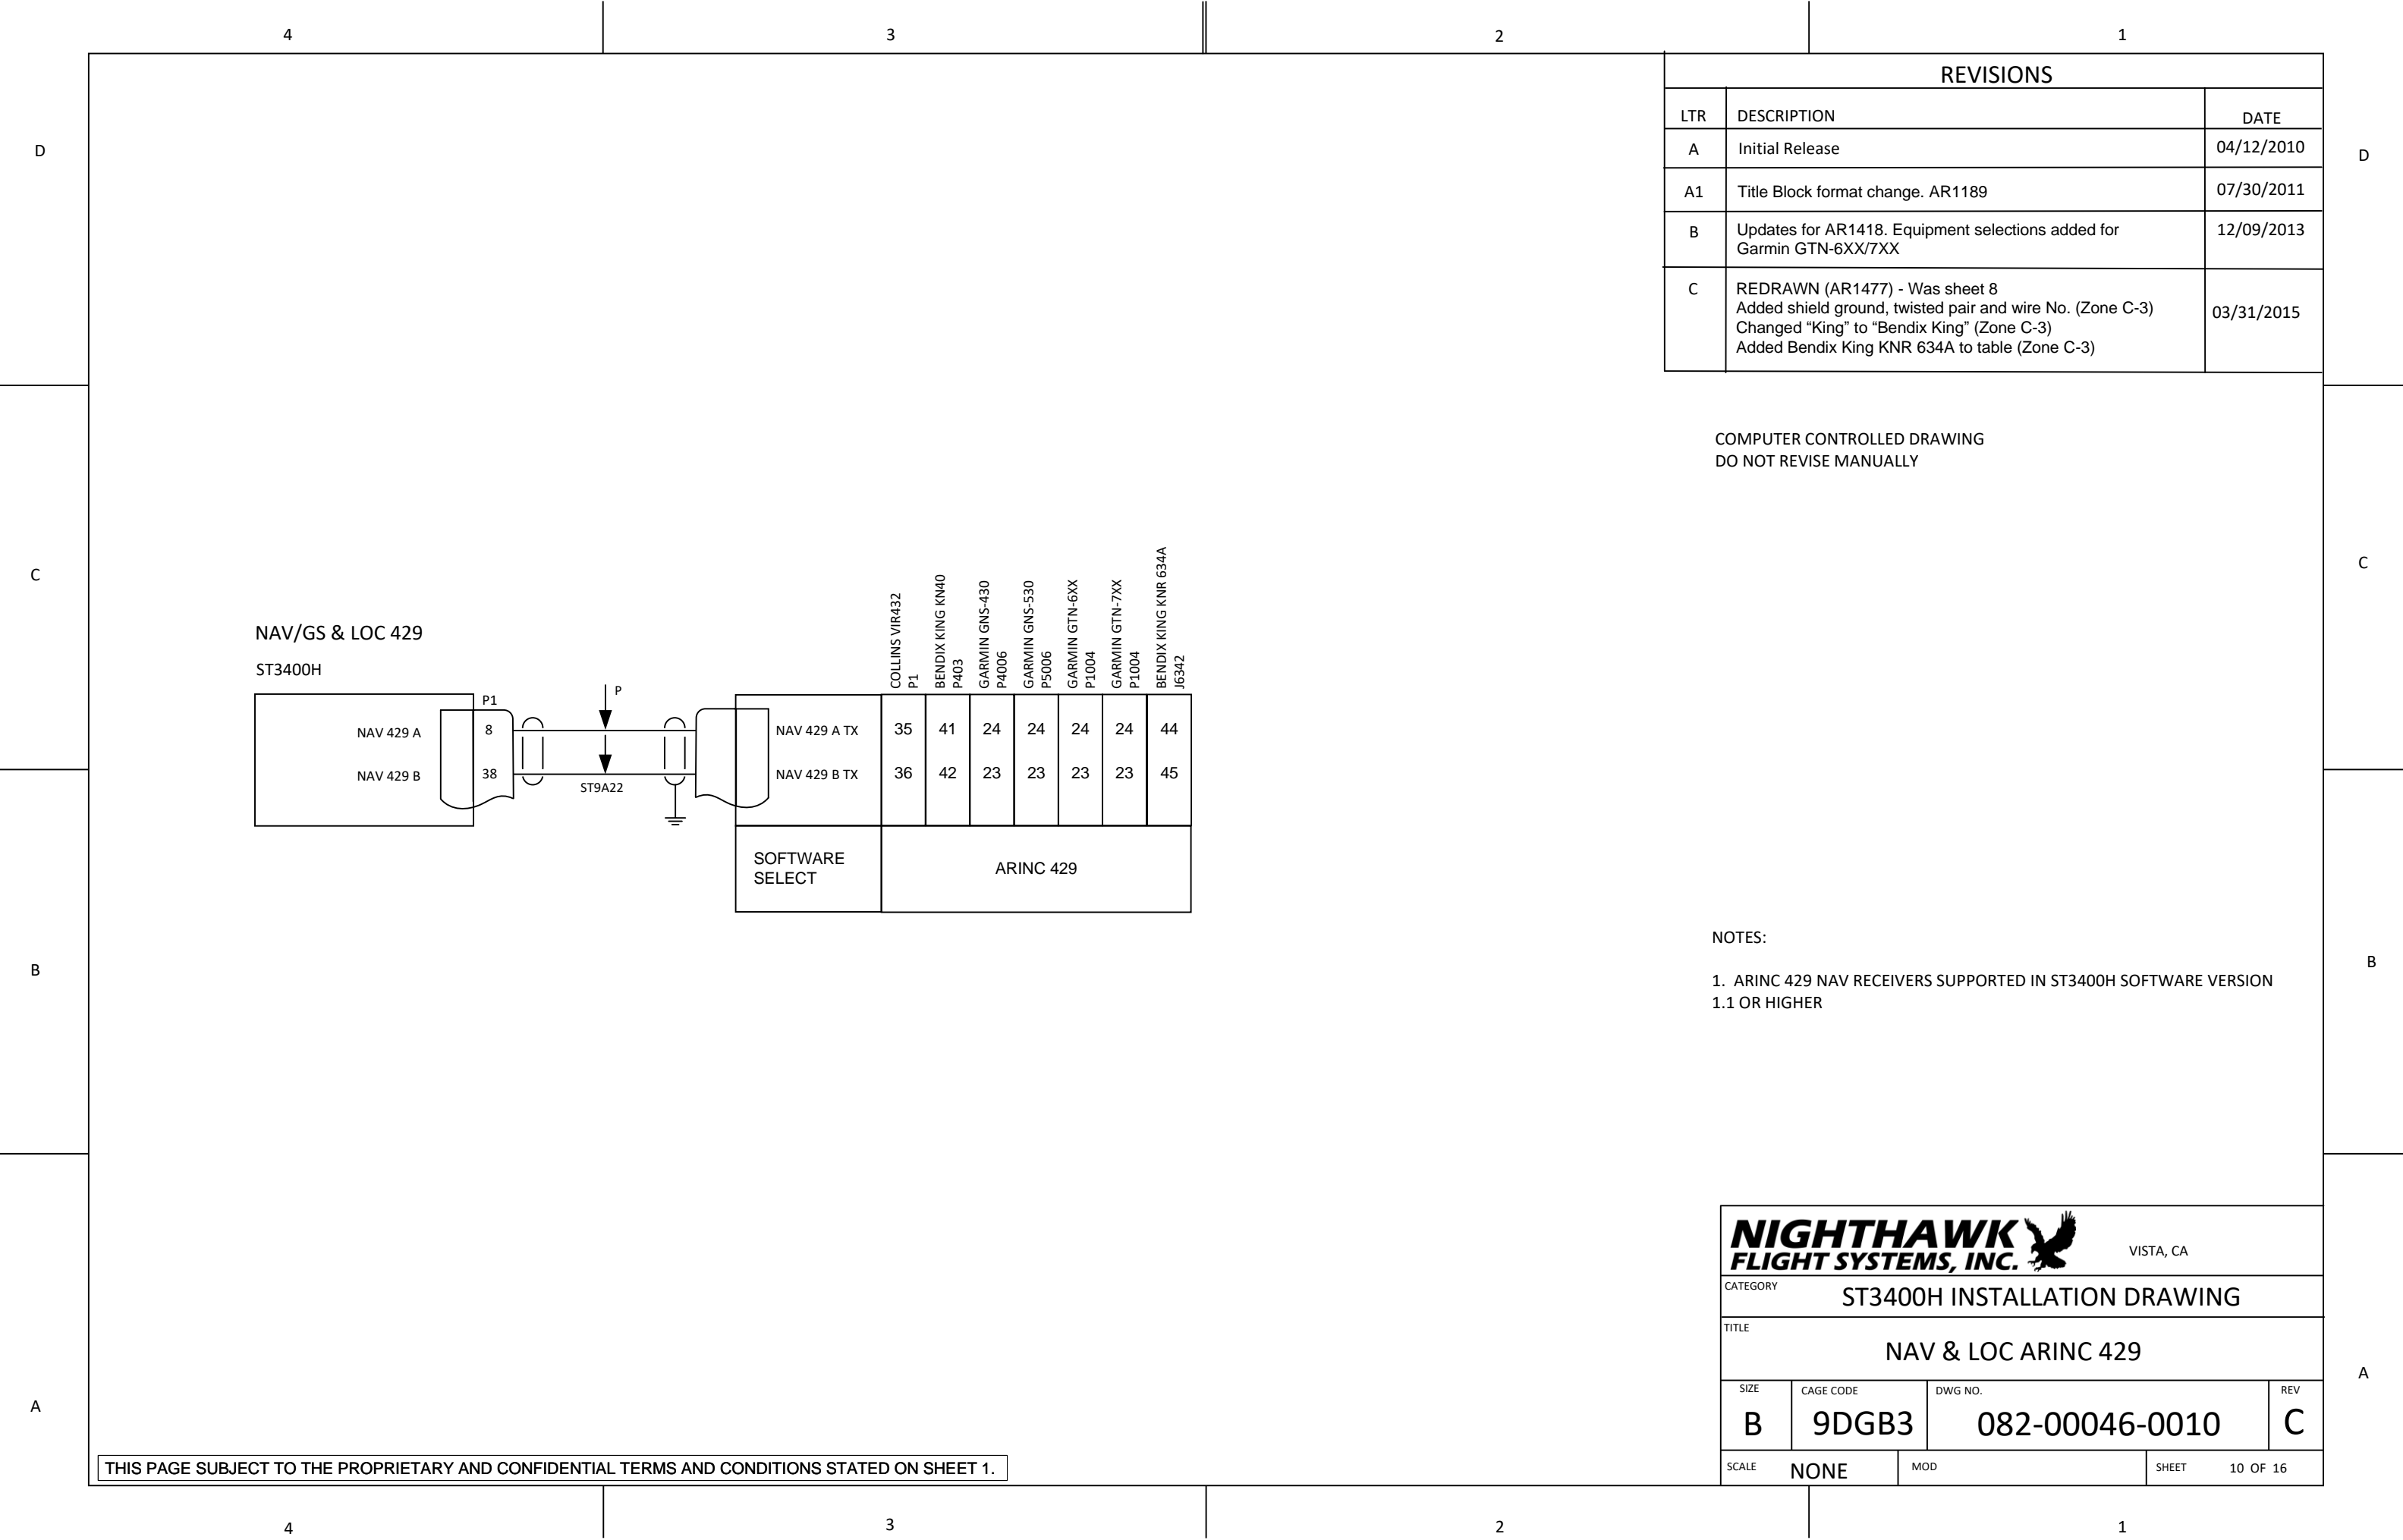 4 3 2 1
REVISIONS
LTR DESCRIPTION DATE
A Initial Release 04/12/2010
A1 Title Block format change. AR1189 07/30/2011
B Updates for AR1418. Equipment selections added for 12/09/2013
Garmin GTN-6XX/7XX
C REDRAWN (AR1477) - Was sheet 8
Added shield ground, twisted pair and wire No. (Zone C-3)
Changed “King” to “Bendix King” (Zone C-3)
Added Bendix King KNR 634A to table (Zone C-3)
03/31/2015
D D
COMPUTER CONTROLLED DRAWING
DO NOT REVISE MANUALLY
C C
NAV/GS & LOC 429
ST3400H
COLLINS VIR432
P1
BENDIX KING KN40
P403
GARMIN GNS-430
P4006
GARMIN GNS-530
P5006
GARMIN GTN-6XX
P1004
GARMIN GTN-7XX
P1004
BENDIX KING KNR 634A
J6342
P1
P
NAV 429 A 8 NAV 429 A TX 35 41 24 24 24 24 44
NAV 429 B 38 NAV 429 B TX 36 42 23 23 23 23 45
ST9A22
SOFTWARE
SELECT
ARINC 429
NOTES:
B B
1. ARINC 429 NAV RECEIVERS SUPPORTED IN ST3400H SOFTWARE VERSION
1.1 OR HIGHER
NIGHTHAWK
FLIGHT SYSTEMS, INC.
VISTA, CA
CATEGORY
ST3400H INSTALLATION DRAWING
TITLE
NAV & LOC ARINC 429
A A
SIZE CAGE CODE DWG NO. REV
B 9DGB3 082-00046-0010 C
SCALE NONE MOD SHEET 10 OF 16
THIS PAGE SUBJECT TO THE PROPRIETARY AND CONFIDENTIAL TERMS AND CONDITIONS STATED ON SHEET 1.
4 3 2 1